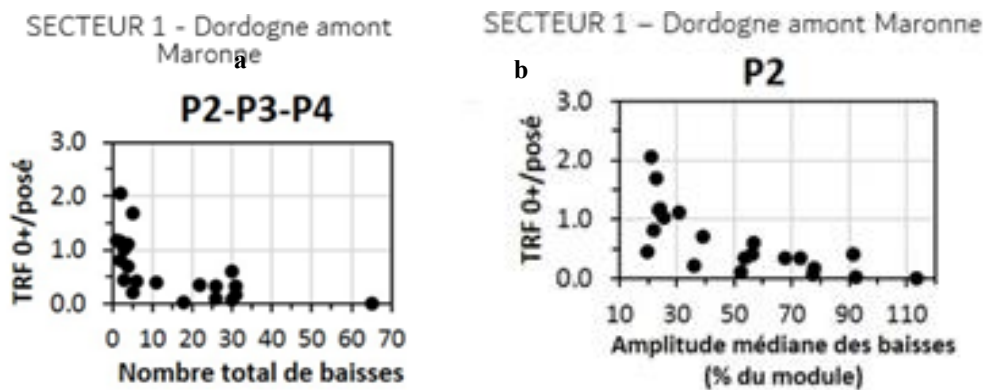 SECTEUR 1 - Dordogne amont
Maronne
a
P2-P3-P4
3.0
2.0
1.0
0.0
TRF 0+/posé
0 10 20 30 40 50 60 70
Nombre total de baisses
SECTEUR 1 – Dordogne amont Maronne
b
P2
3.0
2.0
1.0
0.0
TRF 0+/posé
10 30 50 70 90 110
Amplitude médiane des baisses
(% du module)